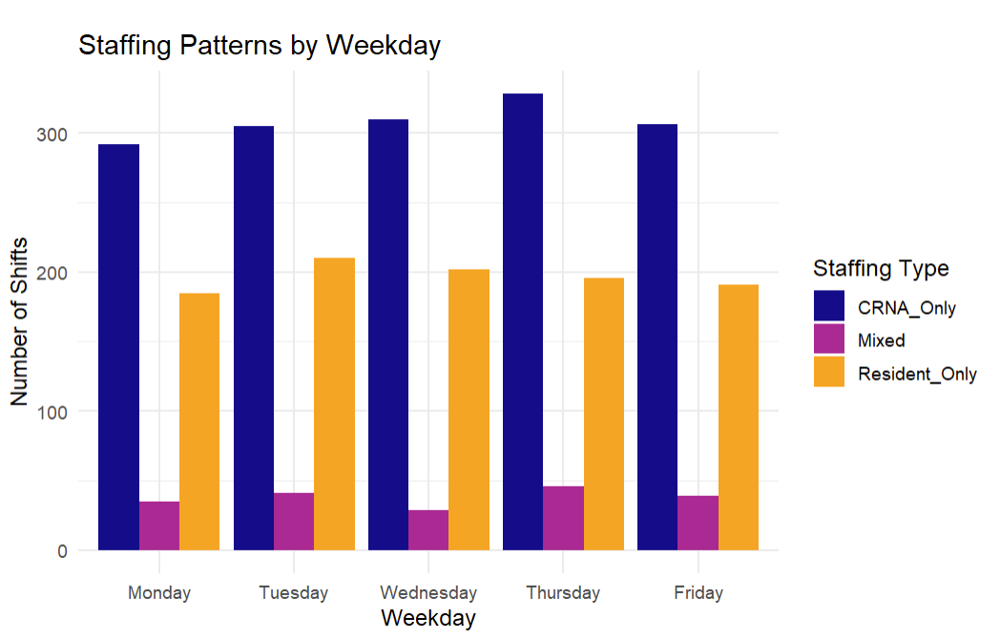 Staffing Patterns by Weekday
Number of Shifts
300
200
100
0
Monday Tuesday Wednesday Thursday Friday
Weekday
Staffing Type
CRNA_Only
Mixed
Resident_Only